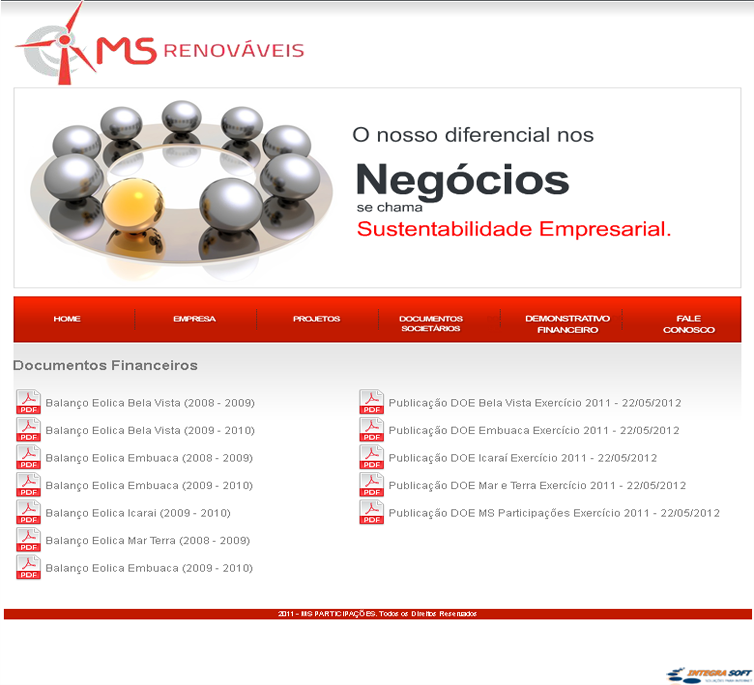 MS RENOVÁVEIS
O nosso diferencial nos
Negócios
se chama
Sustentabilidade Empresarial.
HOME
EMPRESA
PROJETOS
DOCUMENTOS
SOCIETÁRIOS
DEMONSTRATIVO
FINANCEIRO
FALE
CONOSCO
Documentos Financeiros
PDF Balanço Eolica Bela Vista (2008 - 2009)
PDF Balanço Eolica Bela Vista (2009 - 2010)
PDF Balanço Eolica Embuaca (2008 - 2009)
PDF Balanço Eolica Embuaca (2009 - 2010)
PDF Balanço Eolica Icarai (2009 - 2010)
PDF Balanço Eolica Mar Terra (2008 - 2009)
PDF Balanço Eolica Embuaca (2009 - 2010)
PDF Publicação DOE Bela Vista Exercício 2011 - 22/05/2012
PDF Publicação DOE Embuaca Exercício 2011 - 22/05/2012
PDF Publicação DOE Icaraí Exercício 2011 - 22/05/2012
PDF Publicação DOE Mar e Terra Exercício 2011 - 22/05/2012
PDF Publicação DOE MS Participações Exercício 2011 - 22/05/2012
2011 - MS PARTICIPAÇÕES. Todos os Direitos Reservados
INTEGRA SOFT